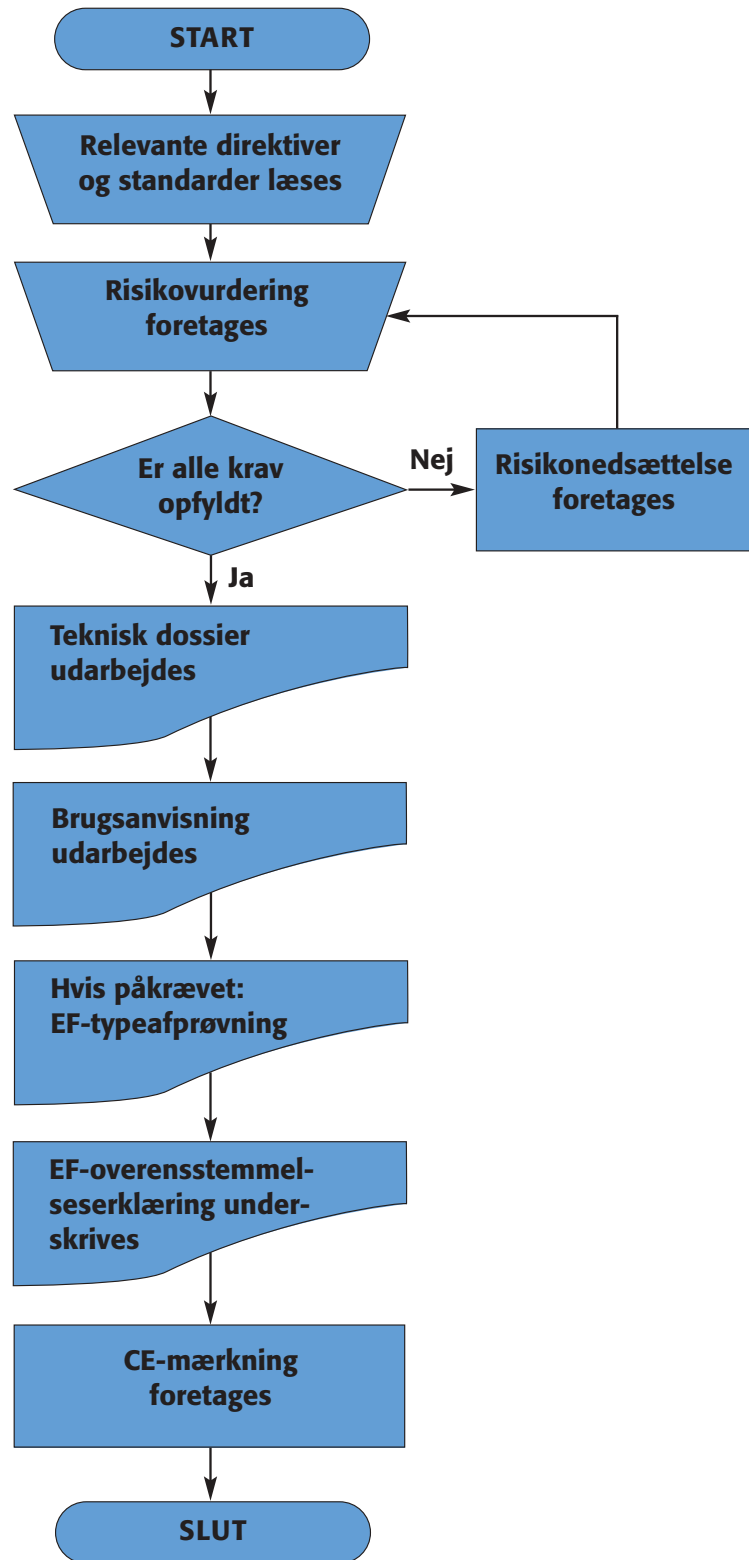 START
Relevante direktiver
og standarder læses
Risikovurdering
foretages
Er alle krav
opfyldt?
Nej
Risikonedsættelse
foretages
Ja
Teknisk dossier
udarbejdes
Brugsanvisning
udarbejdes
Hvis påkrævet:
EF-typeafprøvning
EF-overensstemmel-
seserklæring under-
skrives
CE-mærkning
foretages
SLUT